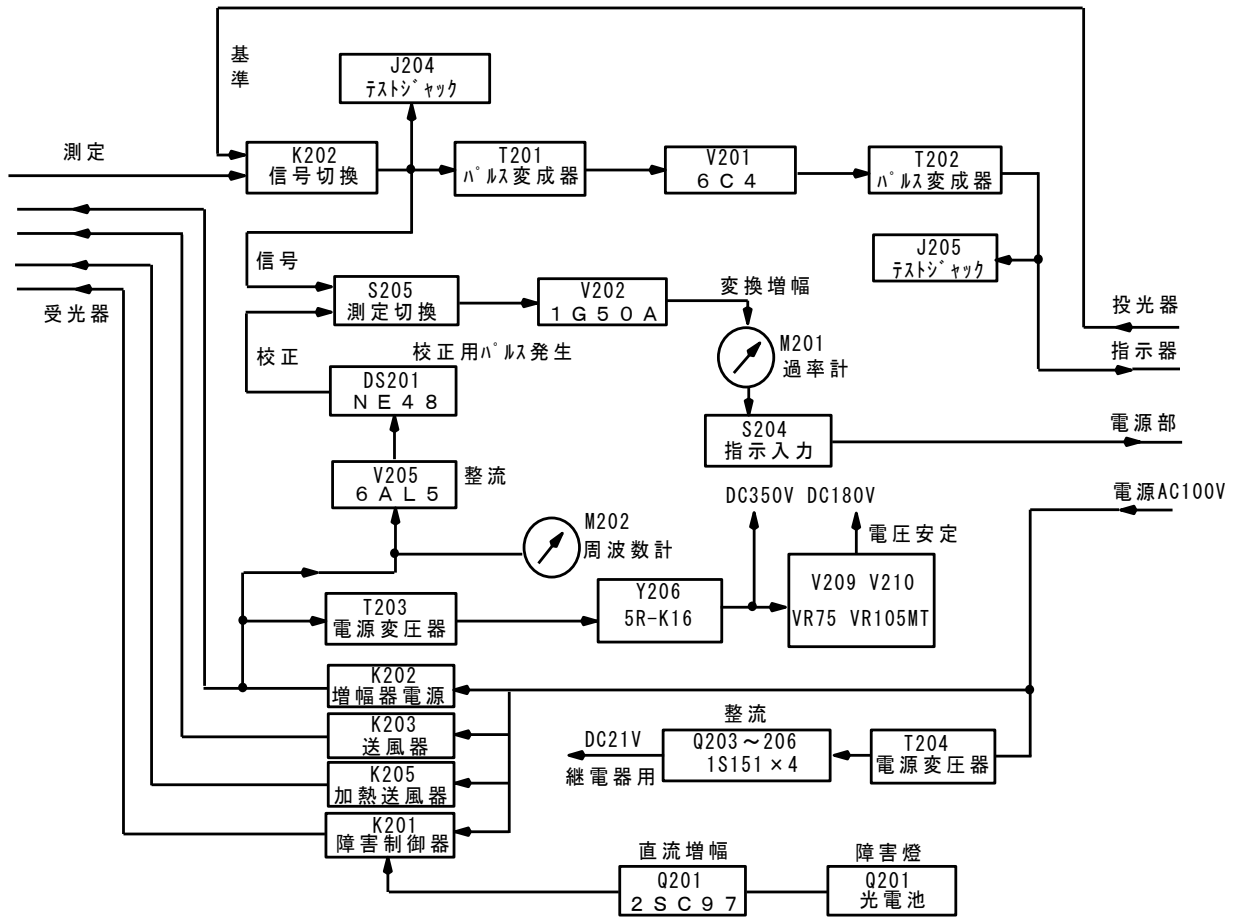 基準
J204
テストジャック
測定
K202
信号切換
T201
パルス変成器
V201
6C4
T202
パルス変成器
J205
テストジャック
信号
S205
測定切換
V202
1G50A
変換増幅
投光器
受光器
M201
過率計
指示器
校正
校正用パルス発生
DS201
NE48
S204
指示入力
電源部
V205
6AL5
整流
DC350V DC180V
電源AC100V
M202
周波数計
電圧安定
Y206
5R-K16
V209 V210
VR75 VR105MT
T203
電源変圧器
K202
増幅器電源
K203
送風器
整流
DC21V
継電器用
Q203～206
1S151×4
T204
電源変圧器
K205
加熱送風器
K201
障害制御器
直流増幅
障害燈
Q201
2SC97
Q201
光電池